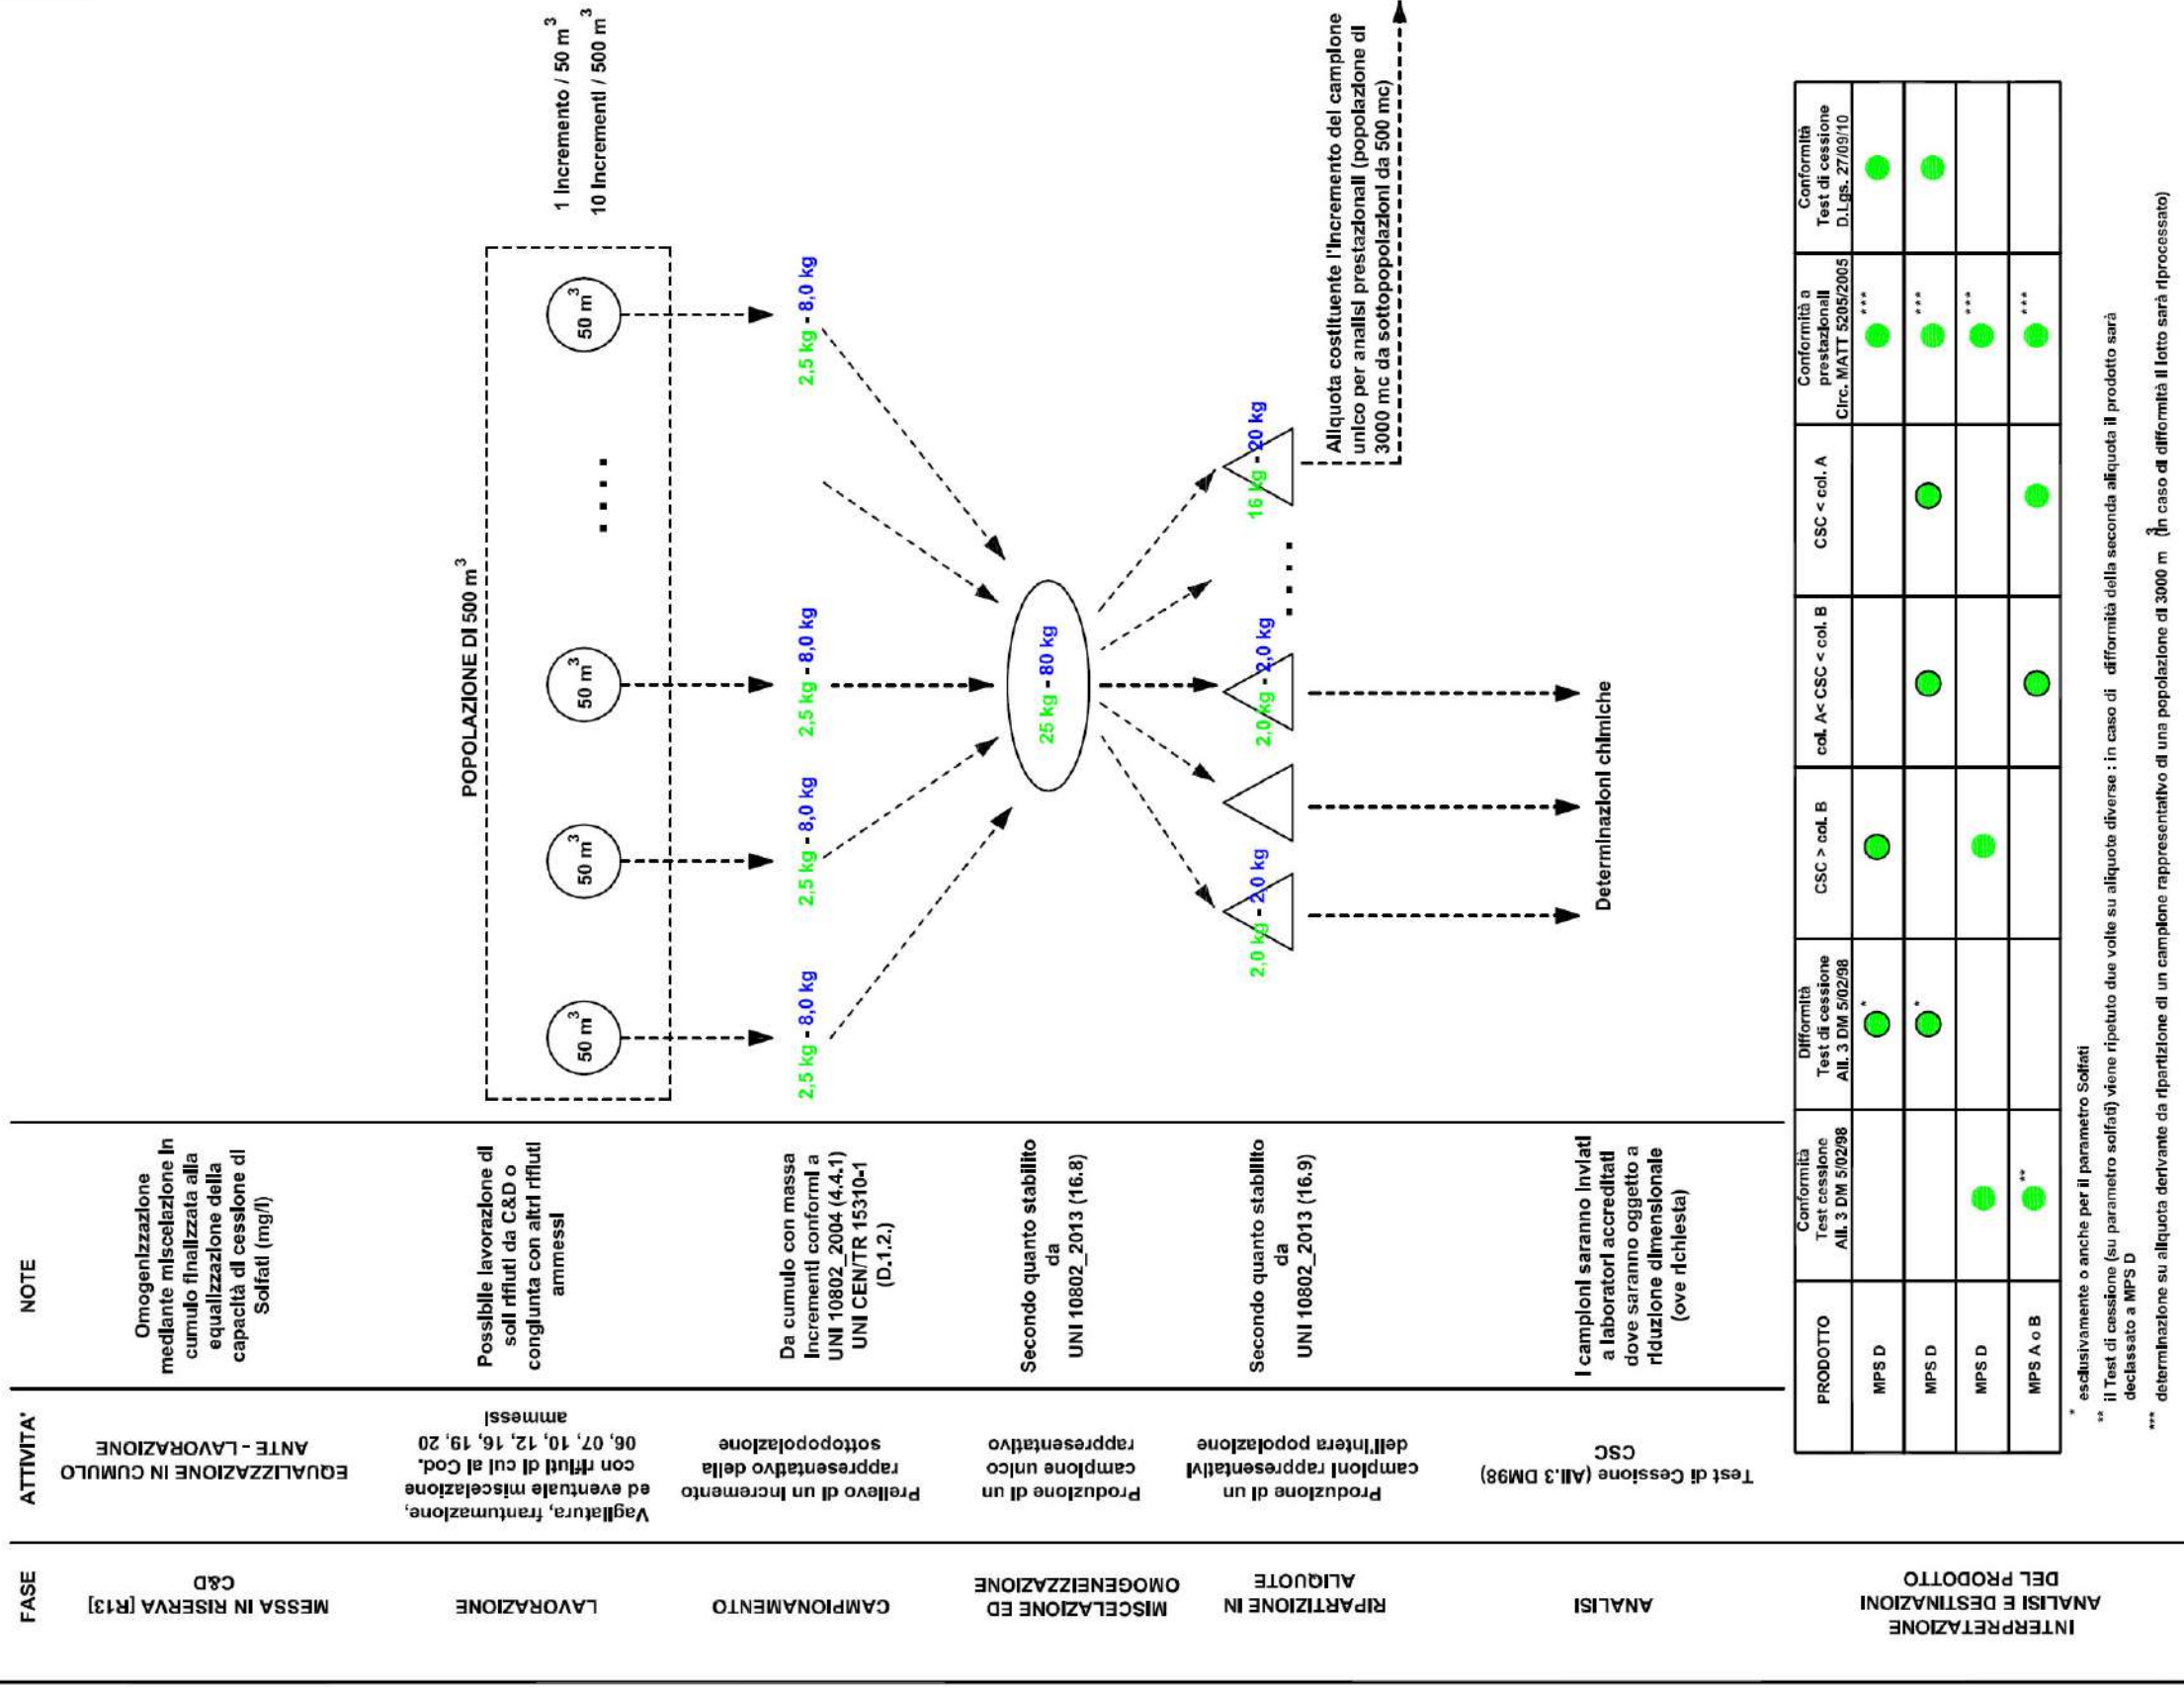 FASE
ATTIVITA'
NOTE
MESSA IN RISERVA [R13]
C&D
EQUALIZZAZIONE IN CUMULO
ANTE - LAVORAZIONE
Omogenizzazione
mediante miscelazione in
cumulo finalizzata alla
equalizzazione della
capacità di cessione di
Solfati (mg/l)
LAVORAZIONE
Vagliatura, frantumazione,
ed eventuale miscelazione
con rifiuti di cui ai Cod.
06, 07, 10, 12, 16, 19, 20
ammessi
Possibile lavorazione di
soli rifiuti da C&D o
congiunta con altri rifiuti
ammessi
POPOLAZIONE DI 500 m3
50 m3
50 m3
50 m3
....
50 m3
1 Incremento / 50 m3
10 Incrementi / 500 m3
CAMPIONAMENTO
Prelievo di un Incremento
rappresentativo della
sottopopolazione
Da cumulo con massa
Incrementi conformi a
UNI 10802_2004 (4.4.1)
UNI CEN/TR 15310-1
(D.1.2.)
2,5 kg - 8,0 kg
2,5 kg - 8,0 kg
2,5 kg - 8,0 kg
2,5 kg - 8,0 kg
MISCELAZIONE ED
OMOGENEIZZAZIONE
Produzione di un
campione unico
rappresentativo
Secondo quanto stabilito
da
UNI 10802_2013 (16.8)
25 kg - 80 kg
RIPARTIZIONE IN
ALIQUOTE
Produzione di un
campioni rappresentativi
dell'intera popolazione
Secondo quanto stabilito
da
UNI 10802_2013 (16.9)
2,0 kg - 2,0 kg
2,0 kg - 2,0 kg
....
16 kg - 20 kg
Aliquota costituente l'incremento del campione
unico per analisi prestazionali (popolazione di
3000 mc da sottopopolazioni da 500 mc)
ANALISI
Test di Cessione (All.3 DM98)
CSC
I campioni saranno inviati
a laboratori accreditati
dove saranno oggetto a
riduzione dimensionale
(ove richiesta)
Determinazioni chimiche
INTERPRETAZIONE
ANALISI E DESTINAZIONI
DEL PRODOTTO
PRODOTTO
Conformità
Test cessione
All. 3 DM 5/02/98
Difformità
Test di cessione
All. 3 DM 5/02/98
CSC > col. B
col. A< CSC < col. B
CSC < col. A
Conformità a
prestazionali
Circ. MATT 5205/2005
Conformità
Test di cessione
D.Lgs. 27/09/10
MPS D
*
***
MPS D
*
***
MPS D
***
MPS A o B
**
***
* esclusivamente o anche per il parametro Solfati
** il Test di cessione (su parametro solfati) viene ripetuto due volte su aliquote diverse : in caso di difformità della seconda aliquota il prodotto sarà
declassato a MPS D
*** determinazione su aliquota derivante da ripartizione di un campione rappresentativo di una popolazione di 3000 m3 (in caso di difformità il lotto sarà riprocessato)